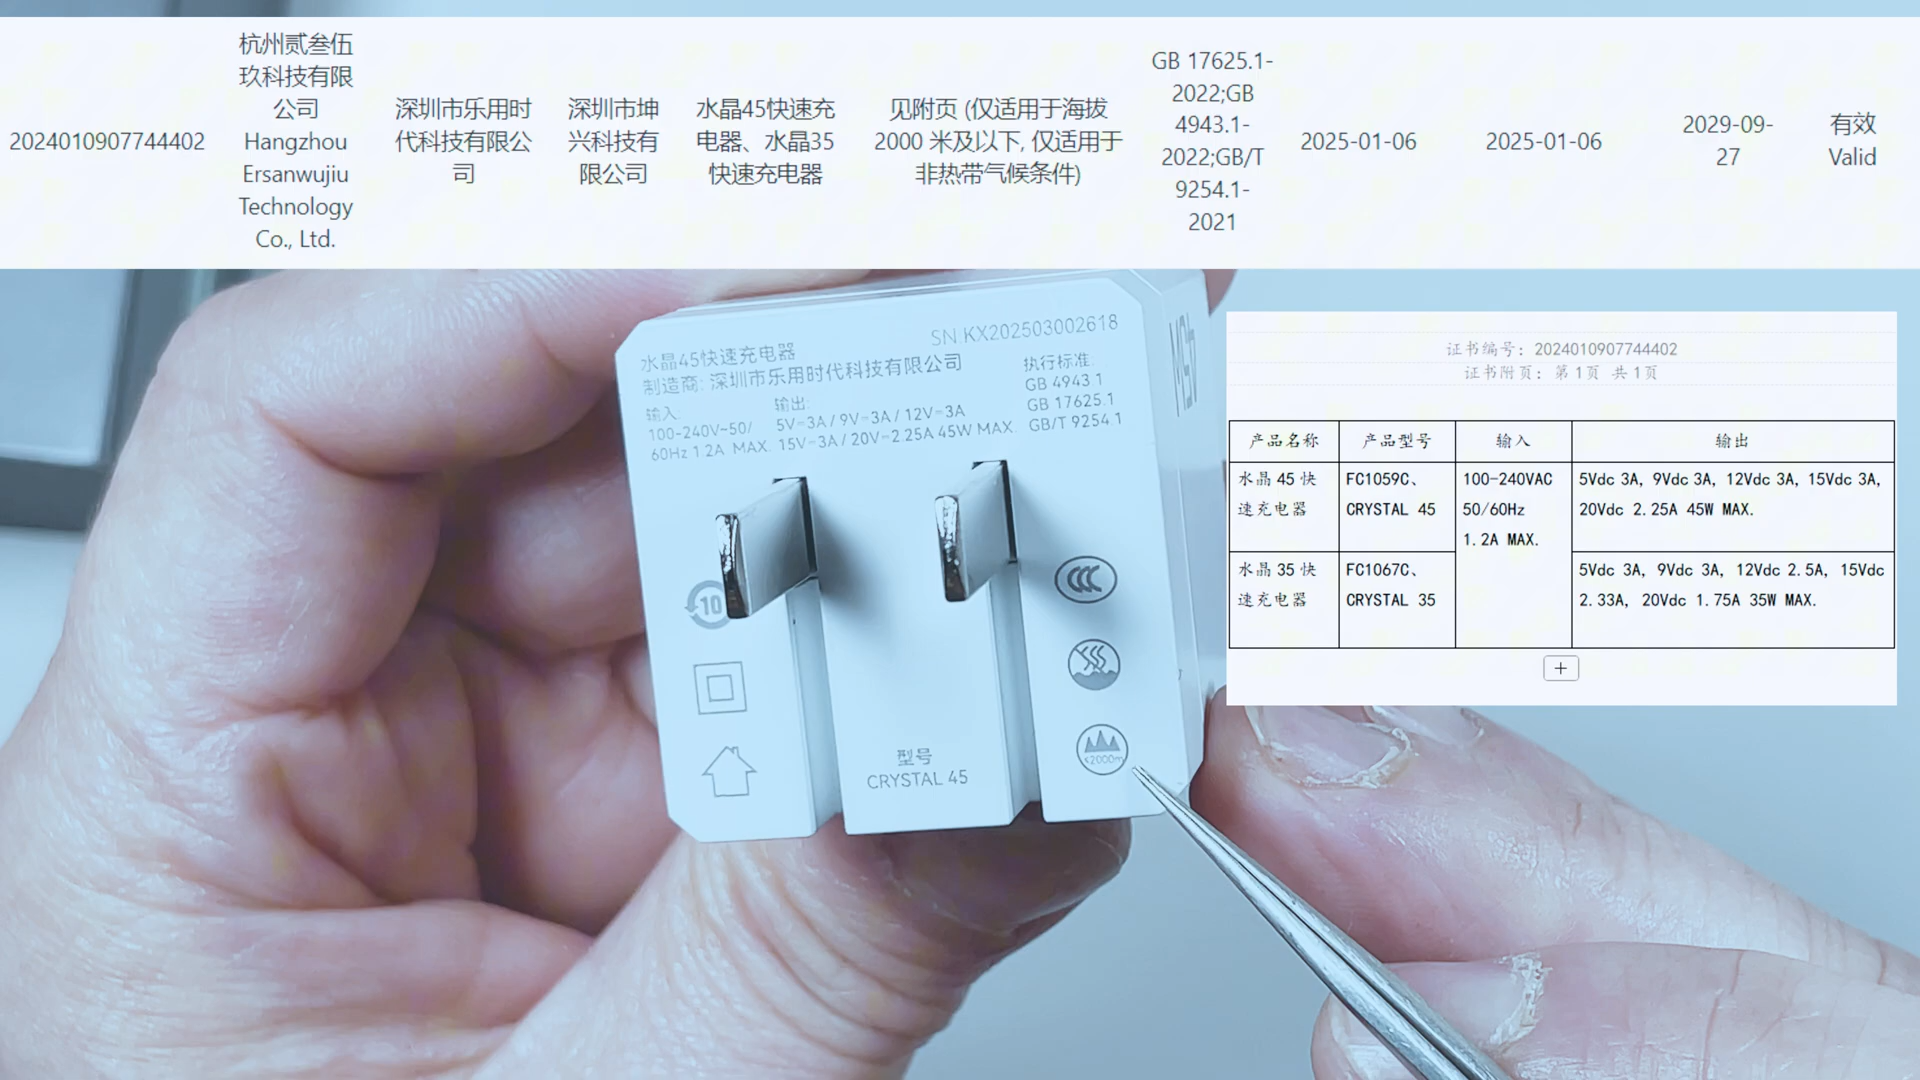 2024010907744402
杭州贰叁伍
玖科技有限
公司
Hangzhou
Ersanwujiu
Technology
Co., Ltd.
深圳市乐用时
代科技有限公
司
深圳市坤
兴科技有
限公司
水晶45快速充
电器、水晶35
快速充电器
见附页 (仅适用于海拔
2000 米及以下, 仅适用于
非热带气候条件)
GB 17625.1-
2022;GB
4943.1-
2022;GB/T
9254.1-
2021
2025-01-06
2025-01-06
2029-09-
27
有效
Valid
SN.KX202503002618
水晶45快速充电器
制造商: 深圳市乐用时代科技有限公司
输入:
100-240V~50/
60Hz 1.2A MAX.
输出:
5V⎓3A / 9V⎓3A / 12V⎓3A
15V⎓3A / 20V⎓2.25A 45W MAX.
执行标准:
GB 4943.1
GB 17625.1
GB/T 9254.1
10
CCC
≤2000m
型号
CRYSTAL 45
证书编号: 2024010907744402
证书附页: 第1页 共1页
产品名称
产品型号
输入
输出
水晶 45 快
速充电器
FC1059C、
CRYSTAL 45
100-240VAC
50/60Hz
1.2A MAX.
5Vdc 3A, 9Vdc 3A, 12Vdc 3A, 15Vdc 3A,
20Vdc 2.25A 45W MAX.
水晶 35 快
速充电器
FC1067C、
CRYSTAL 35
5Vdc 3A, 9Vdc 3A, 12Vdc 2.5A, 15Vdc
2.33A, 20Vdc 1.75A 35W MAX.